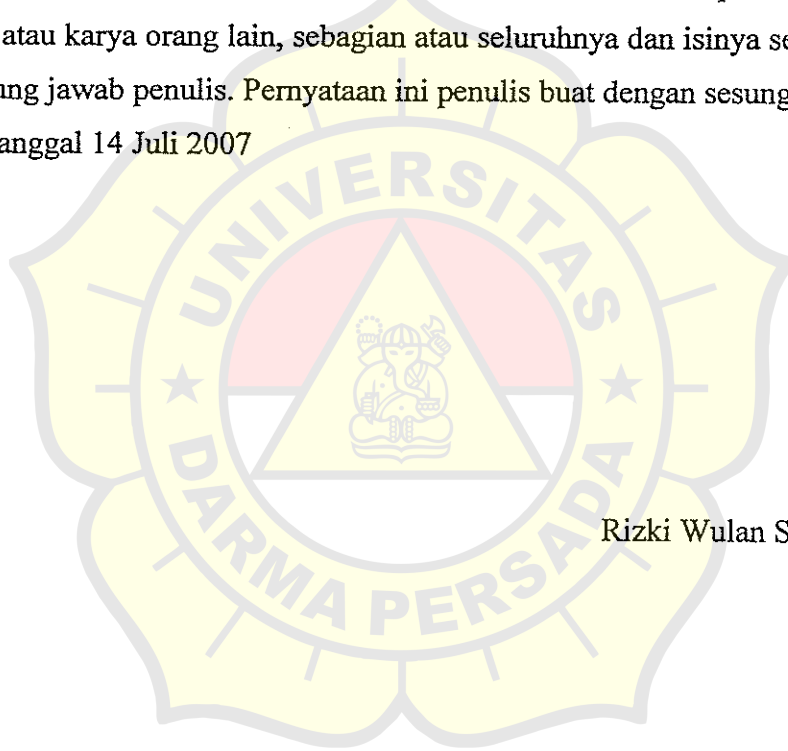 atau karya orang lain, sebagian atau seluruhnya dan isinya se
ung jawab penulis. Pernyataan ini penulis buat dengan sesung
anggal 14 Juli 2007
UNIVERSITAS
DARMA PERSADA
Rizki Wulan S